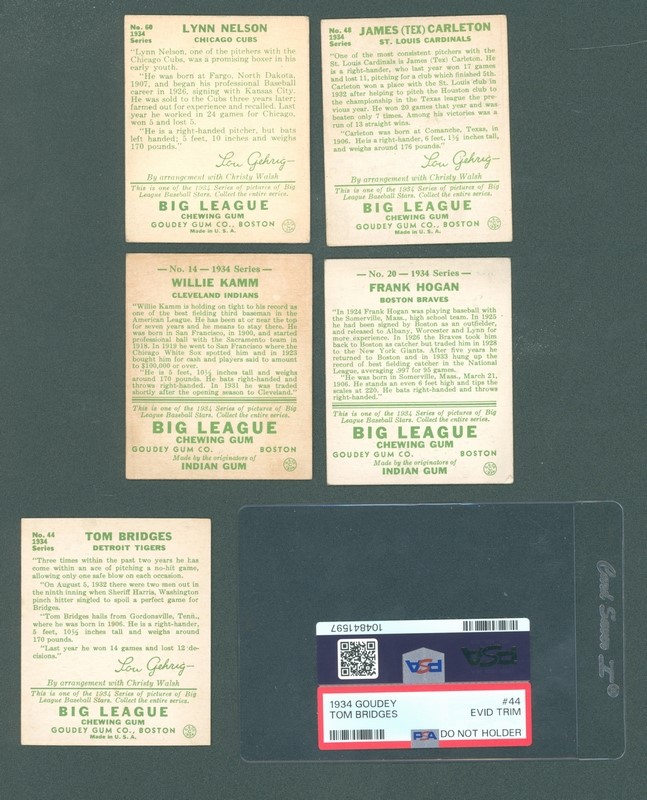 No. 60
1934
Series
LYNN NELSON
CHICAGO CUBS
"Lynn Nelson, one of the pitchers with the
Chicago Cubs, was a promising boxer in his
early youth.
"He was born at Fargo, North Dakota,
1907, and began his professional Baseball
career in 1926, signing with Kansas City.
He was sold to the Cubs three years later;
farmed out for experience and recalled. Last
year he worked in 24 games for Chicago,
won 5 and lost 5.
"He is a right-handed pitcher, but bats
left handed; 5 feet, 10 inches and weighs
170 pounds."
Lou Gehrig
By arrangement with Christy Walsh
This is one of the 1934 Series of pictures of Big
League Baseball Stars. Collect the entire series.
BIG LEAGUE
CHEWING GUM
GOUDEY GUM CO., BOSTON
Made in U. S. A.
No. 48
1934
Series
JAMES (TEX) CARLETON
ST. LOUIS CARDINALS
"One of the most consistent pitchers with the
St. Louis Cardinals is James (Tex) Carleton. He
is a right-hander, who last year won 17 games
and lost 11, pitching for a club which finished 5th.
Carleton won a place with the St. Louis club in
1932 after helping to pitch the Houston club to
the championship in the Texas league the pre-
vious year. He won 20 games that year and was
beaten only 7 times. Among his victories was a
run of 13 straight wins.
"Carleton was born at Comanche, Texas, in
1906. He is a right-hander, 6 feet, 1½ inches tall,
and weighs about 176 pounds."
Lou Gehrig
By arrangement with Christy Walsh
This is one of the 1934 Series of pictures of Big
League Baseball Stars. Collect the entire series.
BIG LEAGUE
CHEWING GUM
GOUDEY GUM CO., BOSTON
Made in U. S. A.
— No. 14 — 1934 Series —
WILLIE KAMM
CLEVELAND INDIANS
"Willie Kamm is holding on tight to his record as
one of the best fielding third baseman in the
American League. He has been at or near the top
for seven years and he means to stay there. He
was born in San Francisco, in 1900, and started
professional ball with the Sacramento team in
1918. In 1919 he went to San Francisco where the
Chicago White Sox spotted him and in 1923
bought him for cash and players said to amount to
$100,000 or over.
"He is 5 feet, 10½ inches tall and weighs
around 170 pounds. He bats right-handed and
throws right-handed. In 1931 he was traded
shortly after the opening season to Cleveland."
This is one of the 1934 Series of pictures of Big
League Baseball Stars. Collect the entire series.
BIG LEAGUE
CHEWING GUM
GOUDEY GUM CO. BOSTON
Made by the originators of
INDIAN GUM
— No. 20 — 1934 Series —
FRANK HOGAN
BOSTON BRAVES
"In 1924 Frank Hogan was playing baseball with
the Somerville, Mass., high school team. In 1925
he had been signed by Boston as an outfielder,
and released to Albany, Worcester and Lynn for
more experience. In 1926 the Braves took him
back to Boston as catcher but traded him in 1928
to the New York Giants. After five years he
returned to Boston and in 1933 hung up the
record of best fielding catcher in the National
League, averaging .997 for 95 games.
"He was born in Somerville, Mass., March 21,
1906. He stands an even 6 feet high and tips the
scales at 220. He bats right-handed and throws
right-handed."
This is one of the 1934 Series of pictures of Big
League Baseball Stars. Collect the entire series.
BIG LEAGUE
CHEWING GUM
GOUDEY GUM CO. BOSTON
Made by the originators of
INDIAN GUM
No. 44
1934
Series
TOM BRIDGES
DETROIT TIGERS
"Three times within the past two years he has
come within an ace of pitching a no-hit game,
allowing only one safe blow on each occasion.
"On August 5, 1932 there were two men out in
the ninth inning when Sheriff Harris, Washington
pinch hitter singled to spoil a perfect game for
Bridges.
"Tom Bridges hails from Gordonsville, Tenn.,
where he was born in 1906. He is a right-hander,
5 feet, 10½ inches tall and weighs around
170 pounds.
"Last year he won 14 games and lost 12 de-
cisions."
Lou Gehrig
By arrangement with Christy Walsh
This is one of the 1934 Series of pictures of Big
League Baseball Stars. Collect the entire series.
BIG LEAGUE
CHEWING GUM
GOUDEY GUM CO., BOSTON
Made in U. S. A.
Card Saver I®
104841597
PSA
PSA
1934 GOUDEY #44
TOM BRIDGES EVID TRIM
PSA DO NOT HOLDER